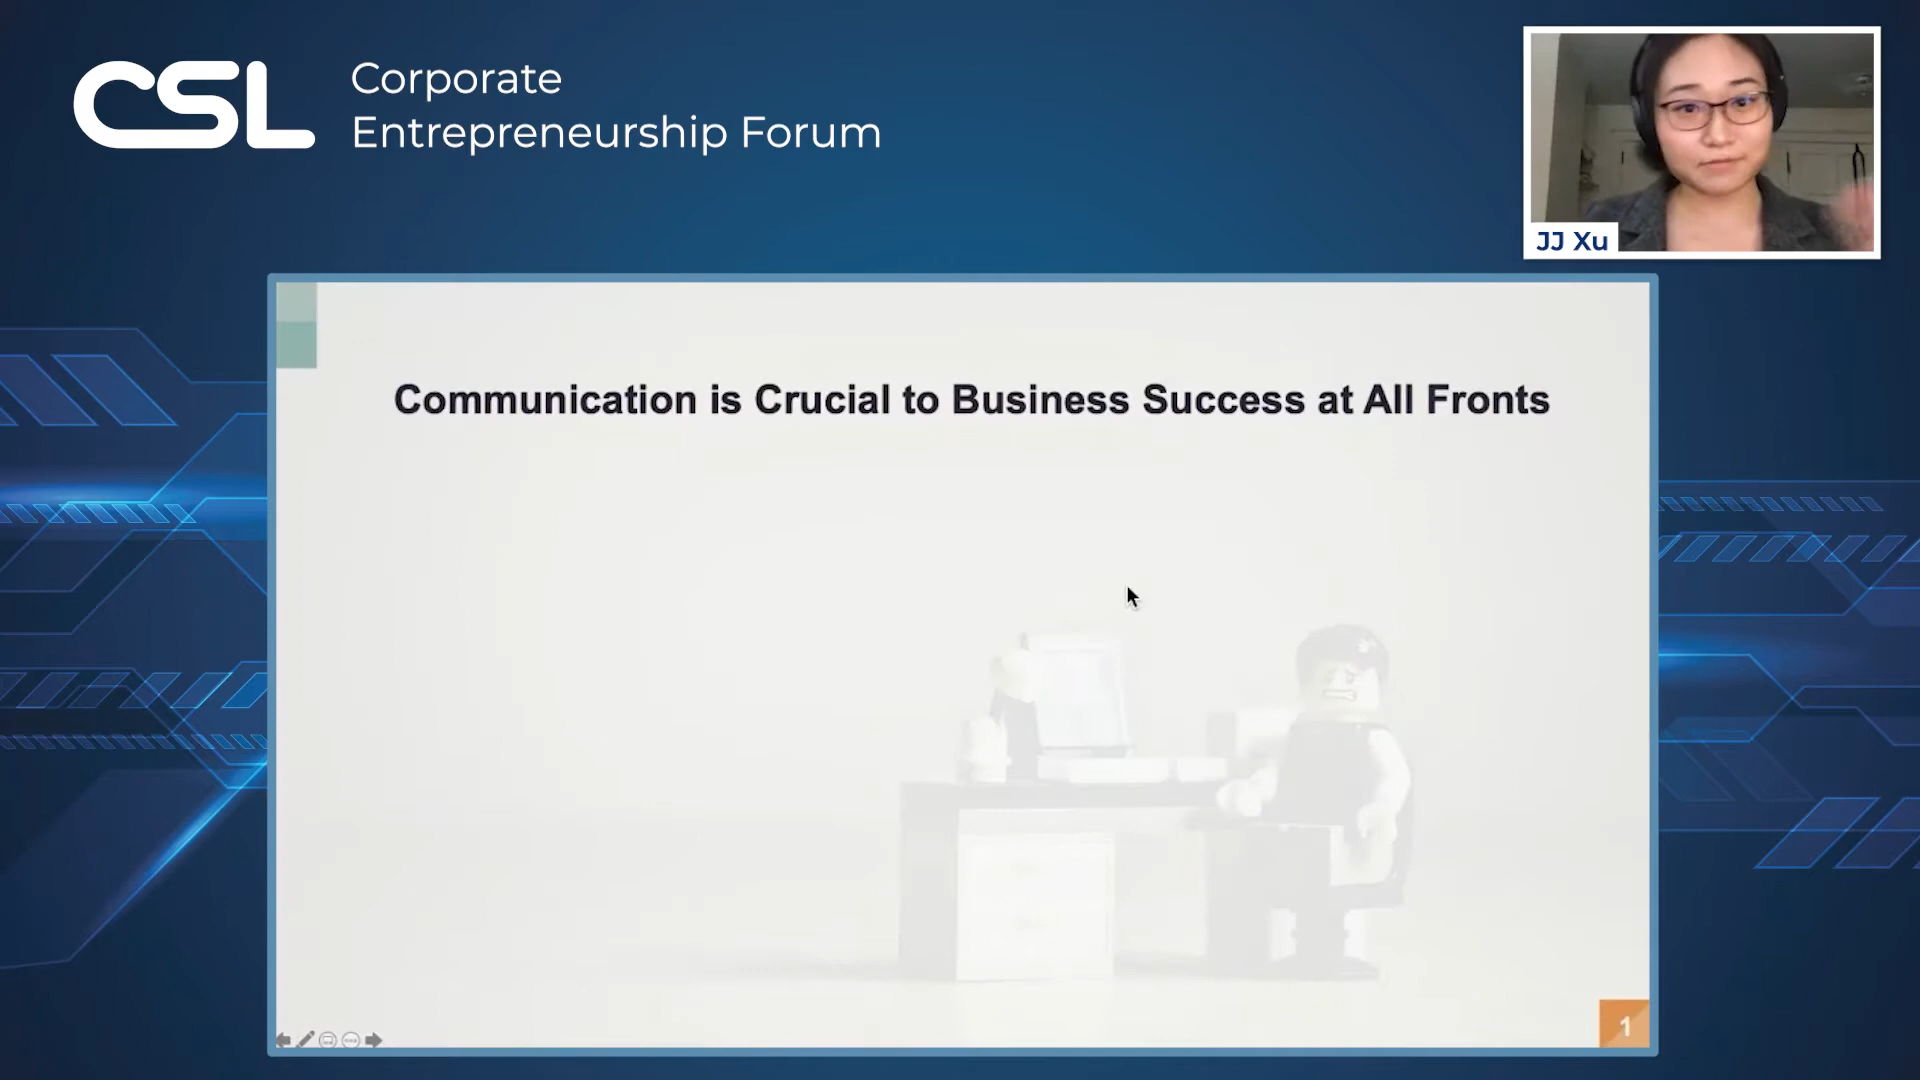 CSL
Corporate
Entrepreneurship Forum
JJ Xu
Communication is Crucial to Business Success at All Fronts
1